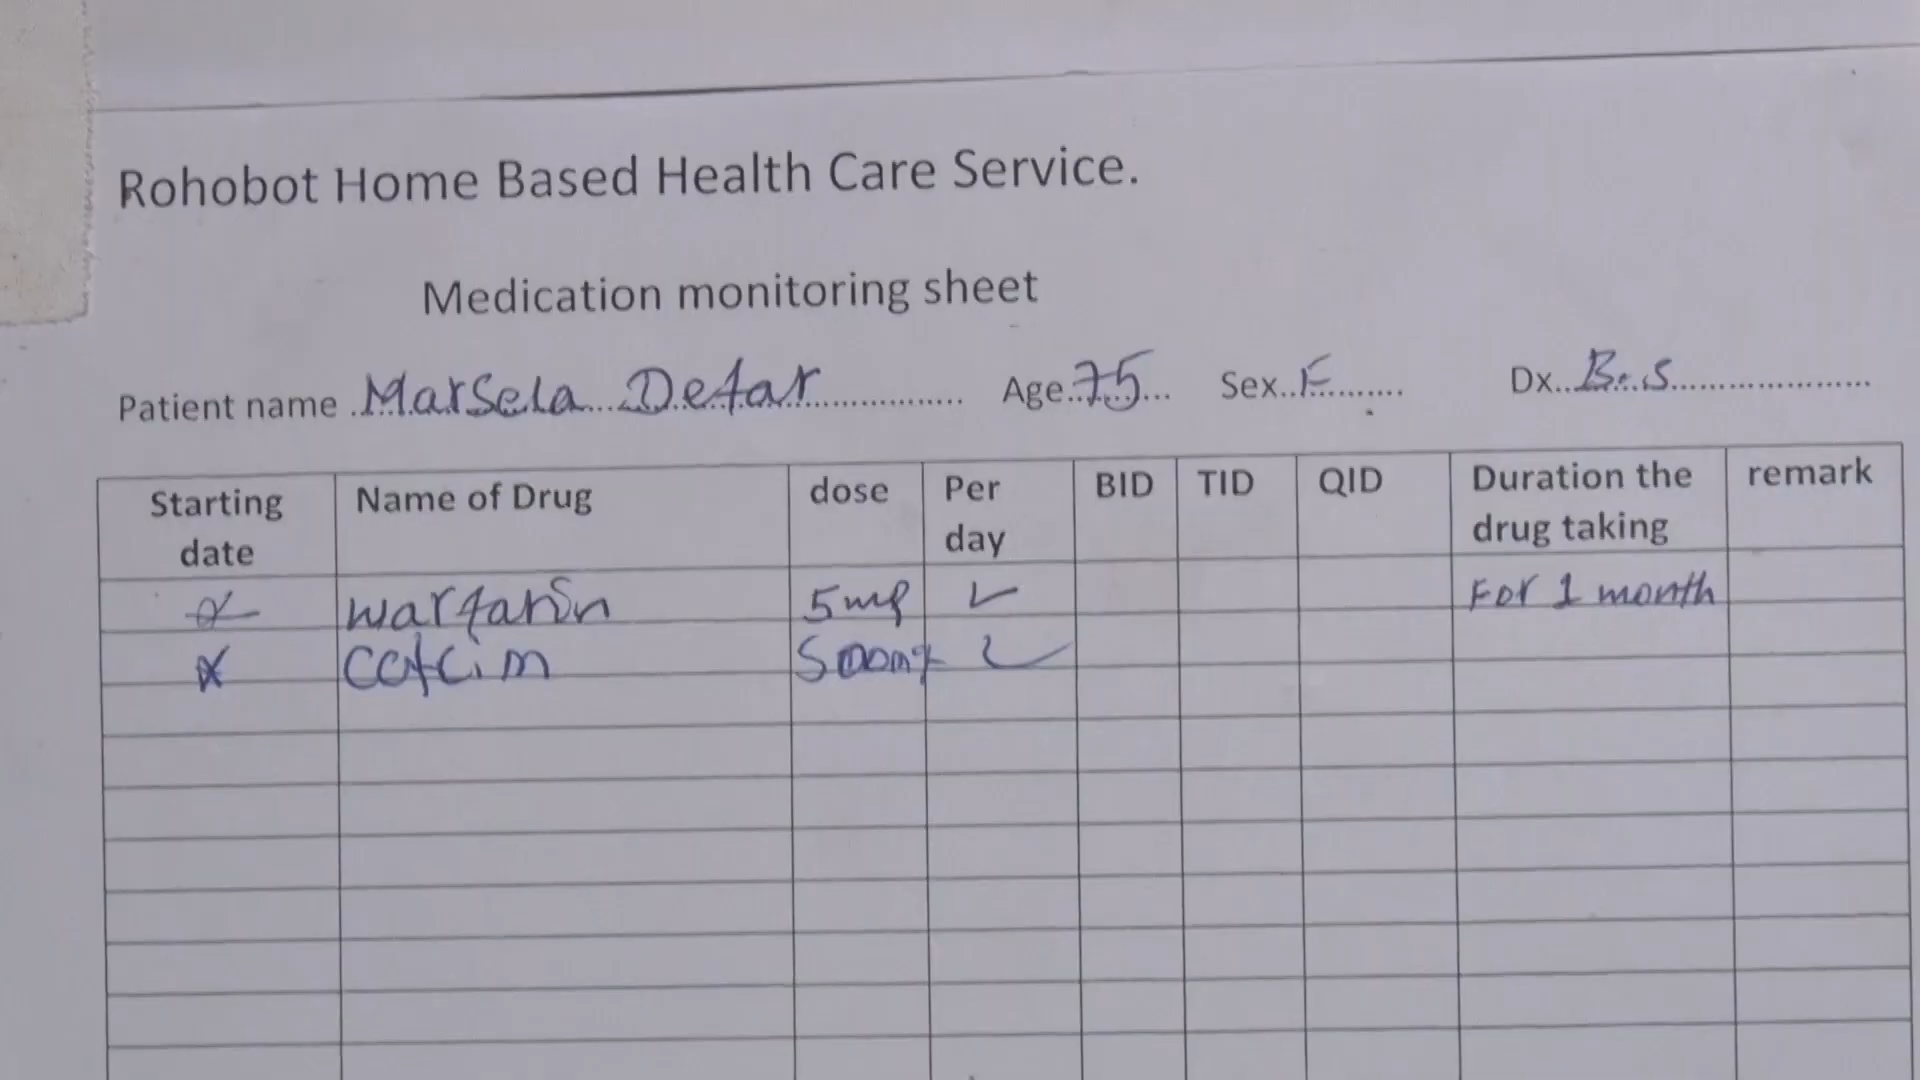 Rohobot Home Based Health Care Service.
Medication monitoring sheet
Patient name Marsela Defar Age 75 Sex F Dx B.S
Starting date Name of Drug dose Per day BID TID QID Duration the drug taking remark
warfarin 5mg ✓ For 1 month
500mg ✓